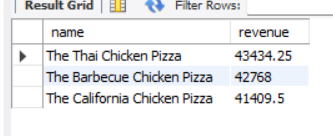 Result Grid Filter Rows:
name revenue
The Thai Chicken Pizza 43434.25
The Barbecue Chicken Pizza 42768
The California Chicken Pizza 41409.5